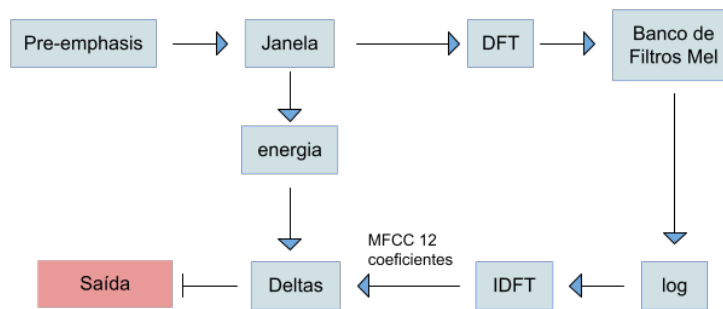 Pre-emphasis
Janela
DFT
Banco de
Filtros Mel
energia
MFCC 12
coeficientes
Saída
Deltas
IDFT
log